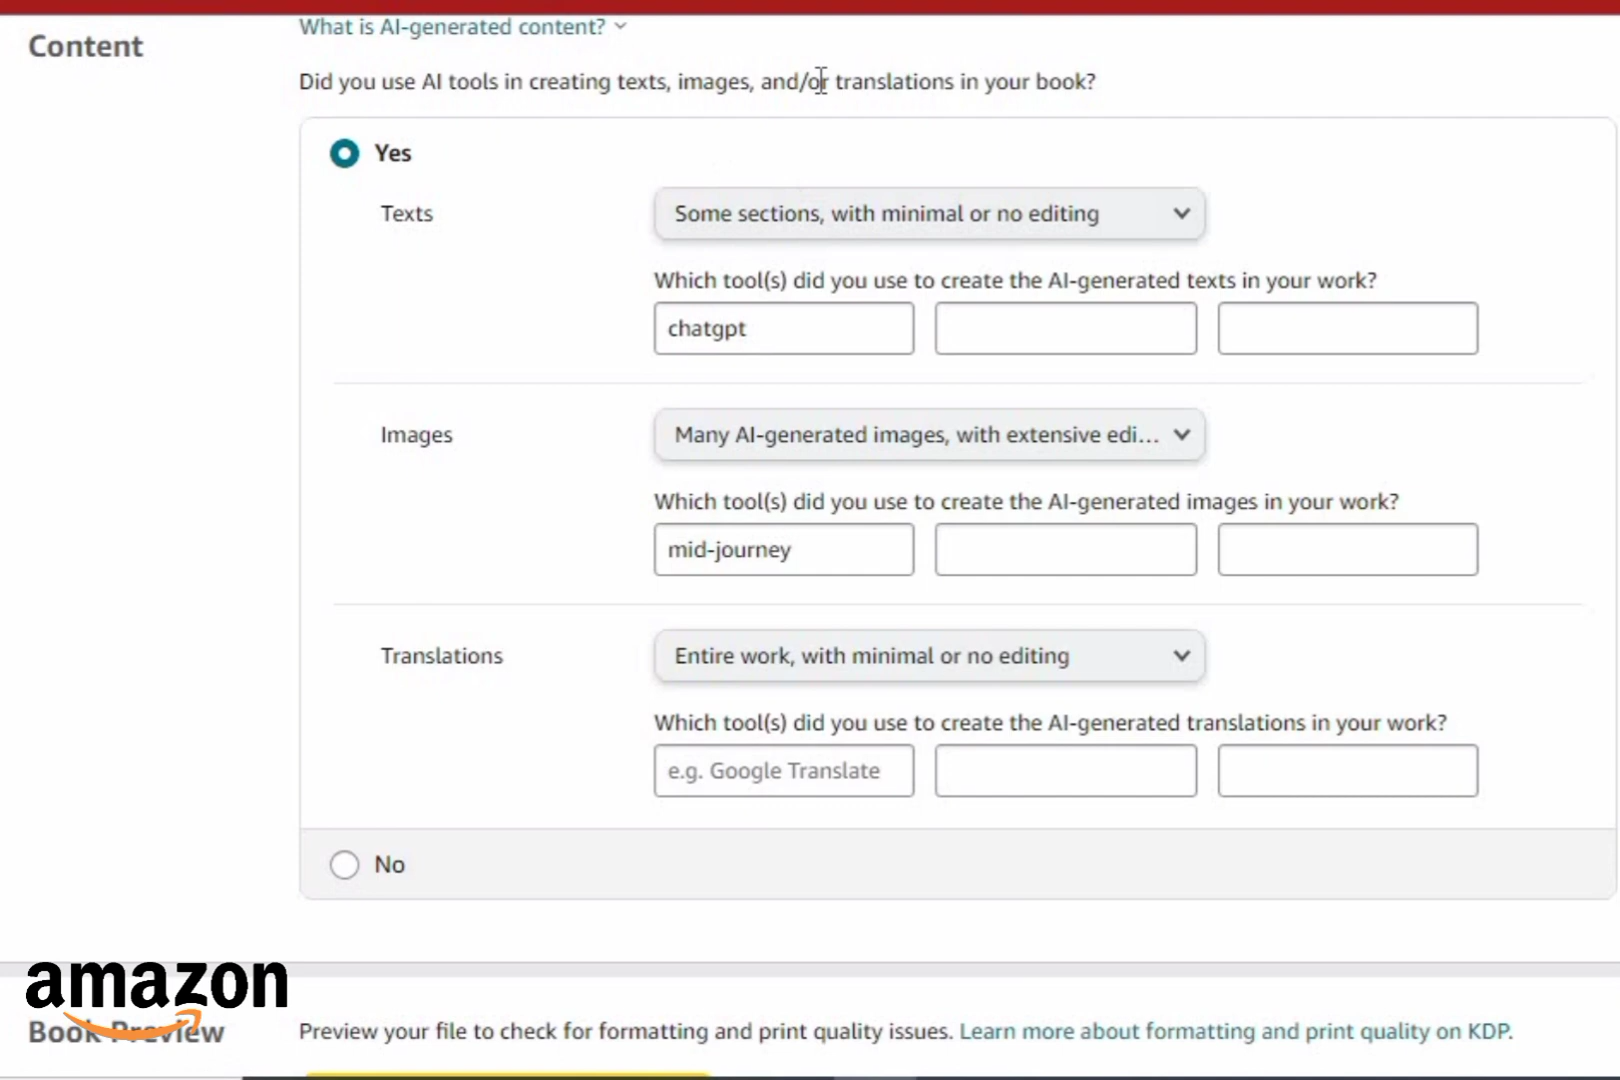 What is AI-generated content?
Content
Did you use AI tools in creating texts, images, and/or translations in your book?
Yes
Texts
Some sections, with minimal or no editing
Which tool(s) did you use to create the AI-generated texts in your work?
chatgpt
Images
Many AI-generated images, with extensive edi...
Which tool(s) did you use to create the AI-generated images in your work?
mid-journey
Translations
Entire work, with minimal or no editing
Which tool(s) did you use to create the AI-generated translations in your work?
e.g. Google Translate
No
amazon
Book Preview
Preview your file to check for formatting and print quality issues. Learn more about formatting and print quality on KDP.